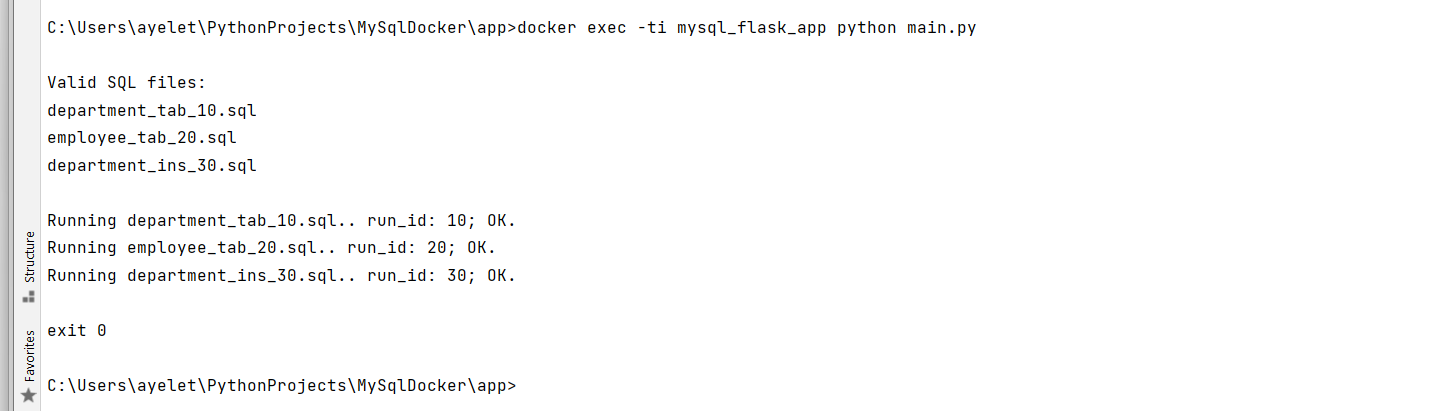 C:\Users\ayelet\PythonProjects\MySqlDocker\app>docker exec -ti mysql_flask_app python main.py
Valid SQL files:
department_tab_10.sql
employee_tab_20.sql
department_ins_30.sql
Running department_tab_10.sql.. run_id: 10; OK.
Running employee_tab_20.sql.. run_id: 20; OK.
Running department_ins_30.sql.. run_id: 30; OK.
exit 0
C:\Users\ayelet\PythonProjects\MySqlDocker\app>
Structure
Favorites